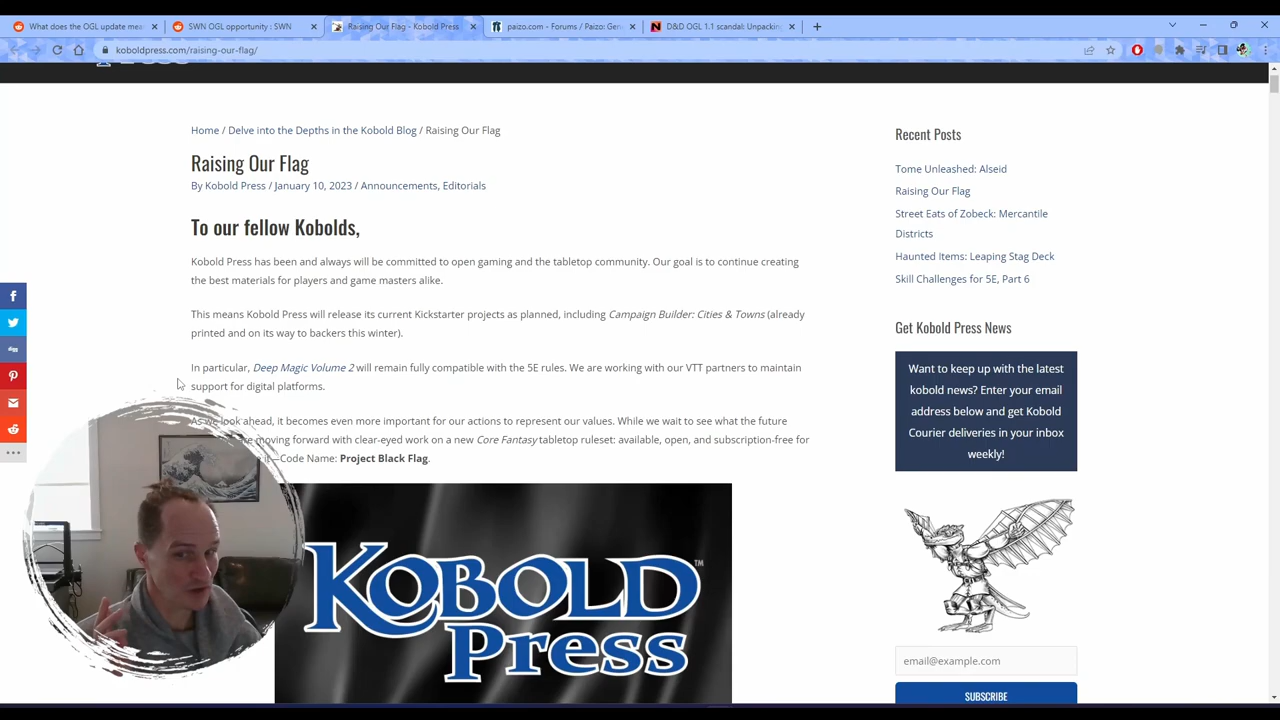 What does the OGL update mea
SWN OGL opportunity : SWN
Raising Our Flag - Kobold Press
paizo.com - Forums / Paizo: Gen
D&D OGL 1.1 scandal: Unpackin
koboldpress.com/raising-our-flag/
Home / Delve into the Depths in the Kobold Blog / Raising Our Flag
Raising Our Flag
By Kobold Press / January 10, 2023 / Announcements, Editorials
To our fellow Kobolds,
Kobold Press has been and always will be committed to open gaming and the tabletop community. Our goal is to continue creating
the best materials for players and game masters alike.
This means Kobold Press will release its current Kickstarter projects as planned, including Campaign Builder: Cities & Towns (already
printed and on its way to backers this winter).
In particular, Deep Magic Volume 2 will remain fully compatible with the 5E rules. We are working with our VTT partners to maintain
support for digital platforms.
As we look ahead, it becomes even more important for our actions to represent our values. While we wait to see what the future
moving forward with clear-eyed work on a new Core Fantasy tabletop ruleset: available, open, and subscription-free for
it—Code Name: Project Black Flag.
KOBOLD
Press
TM
Recent Posts
Tome Unleashed: Alseid
Raising Our Flag
Street Eats of Zobeck: Mercantile
Districts
Haunted Items: Leaping Stag Deck
Skill Challenges for 5E, Part 6
Get Kobold Press News
Want to keep up with the latest
kobold news? Enter your email
address below and get Kobold
Courier deliveries in your inbox
weekly!
email@example.com
SUBSCRIBE